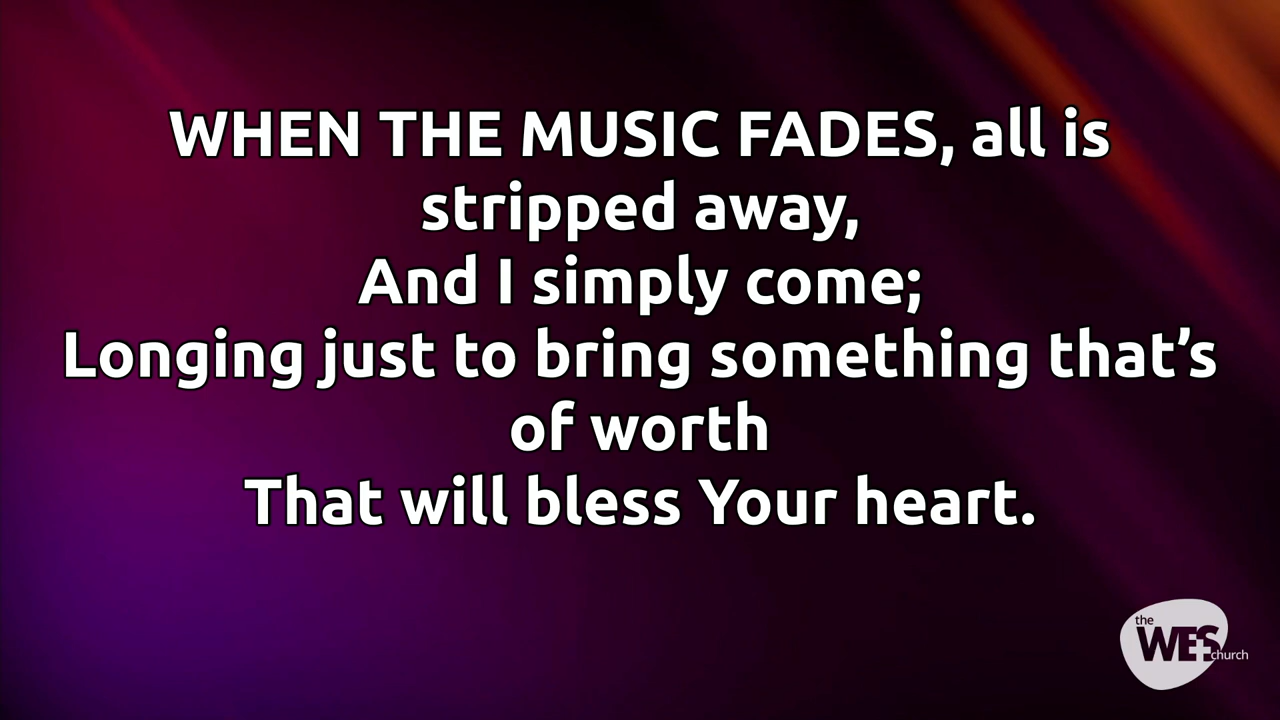 WHEN THE MUSIC FADES, all is
stripped away,
And I simply come;
Longing just to bring something that’s
of worth
That will bless Your heart.
the
WES
church